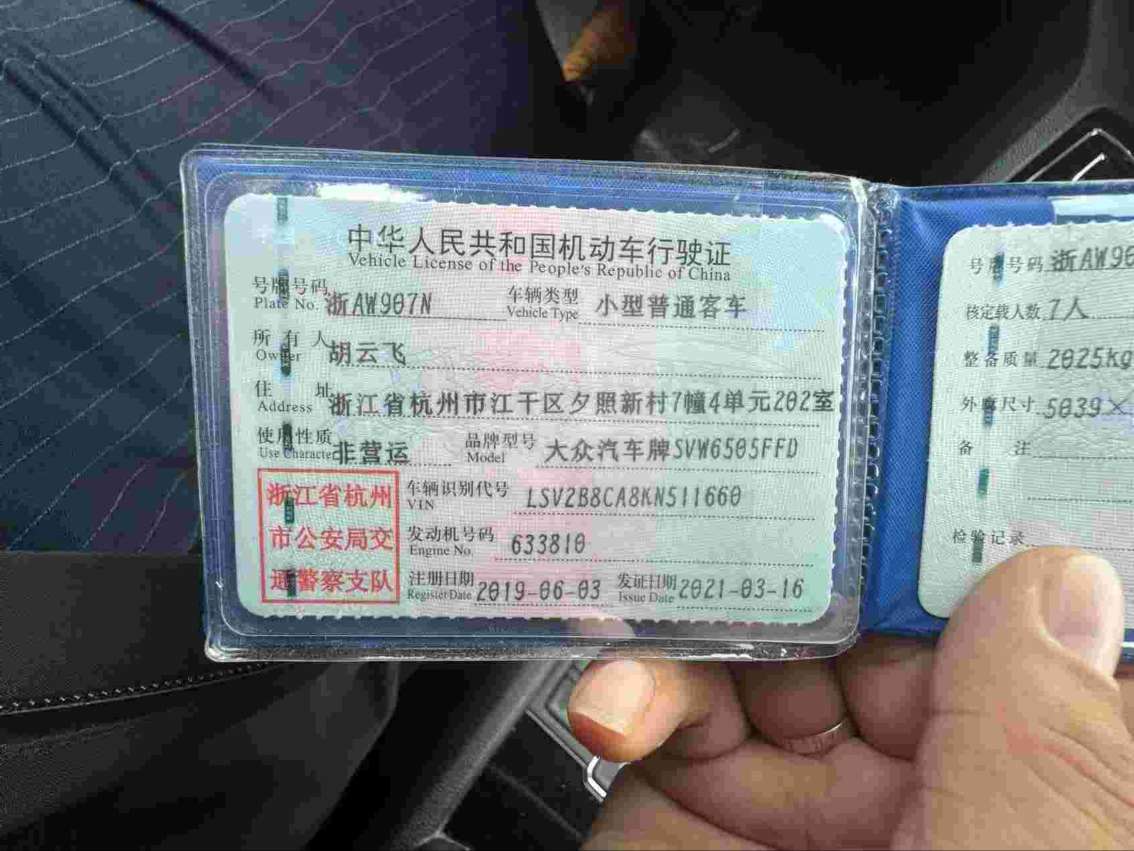 中华人民共和国机动车行驶证
Vehicle License of the People's Republic of China
号牌号码 浙AW907N 车辆类型 小型普通客车
Plate No. Vehicle Type
所有人 胡云飞
Owner
住址 浙江省杭州市江干区夕照新村7幢4单元202室
Address
使用性质 非营运 品牌型号 大众汽车牌SVW6505FFD
Use Character Model
浙江省杭州
市公安局交
通警察支队
车辆识别代号 LSV2B8CA8KN511660
VIN
发动机号码 633810
Engine No.
注册日期 2019-06-03 发证日期 2021-03-16
Register Date Issue Date
号牌号码 浙AW90
核定载人数 7人
整备质量 2025kg
外廓尺寸 5039×
备注
检验记录